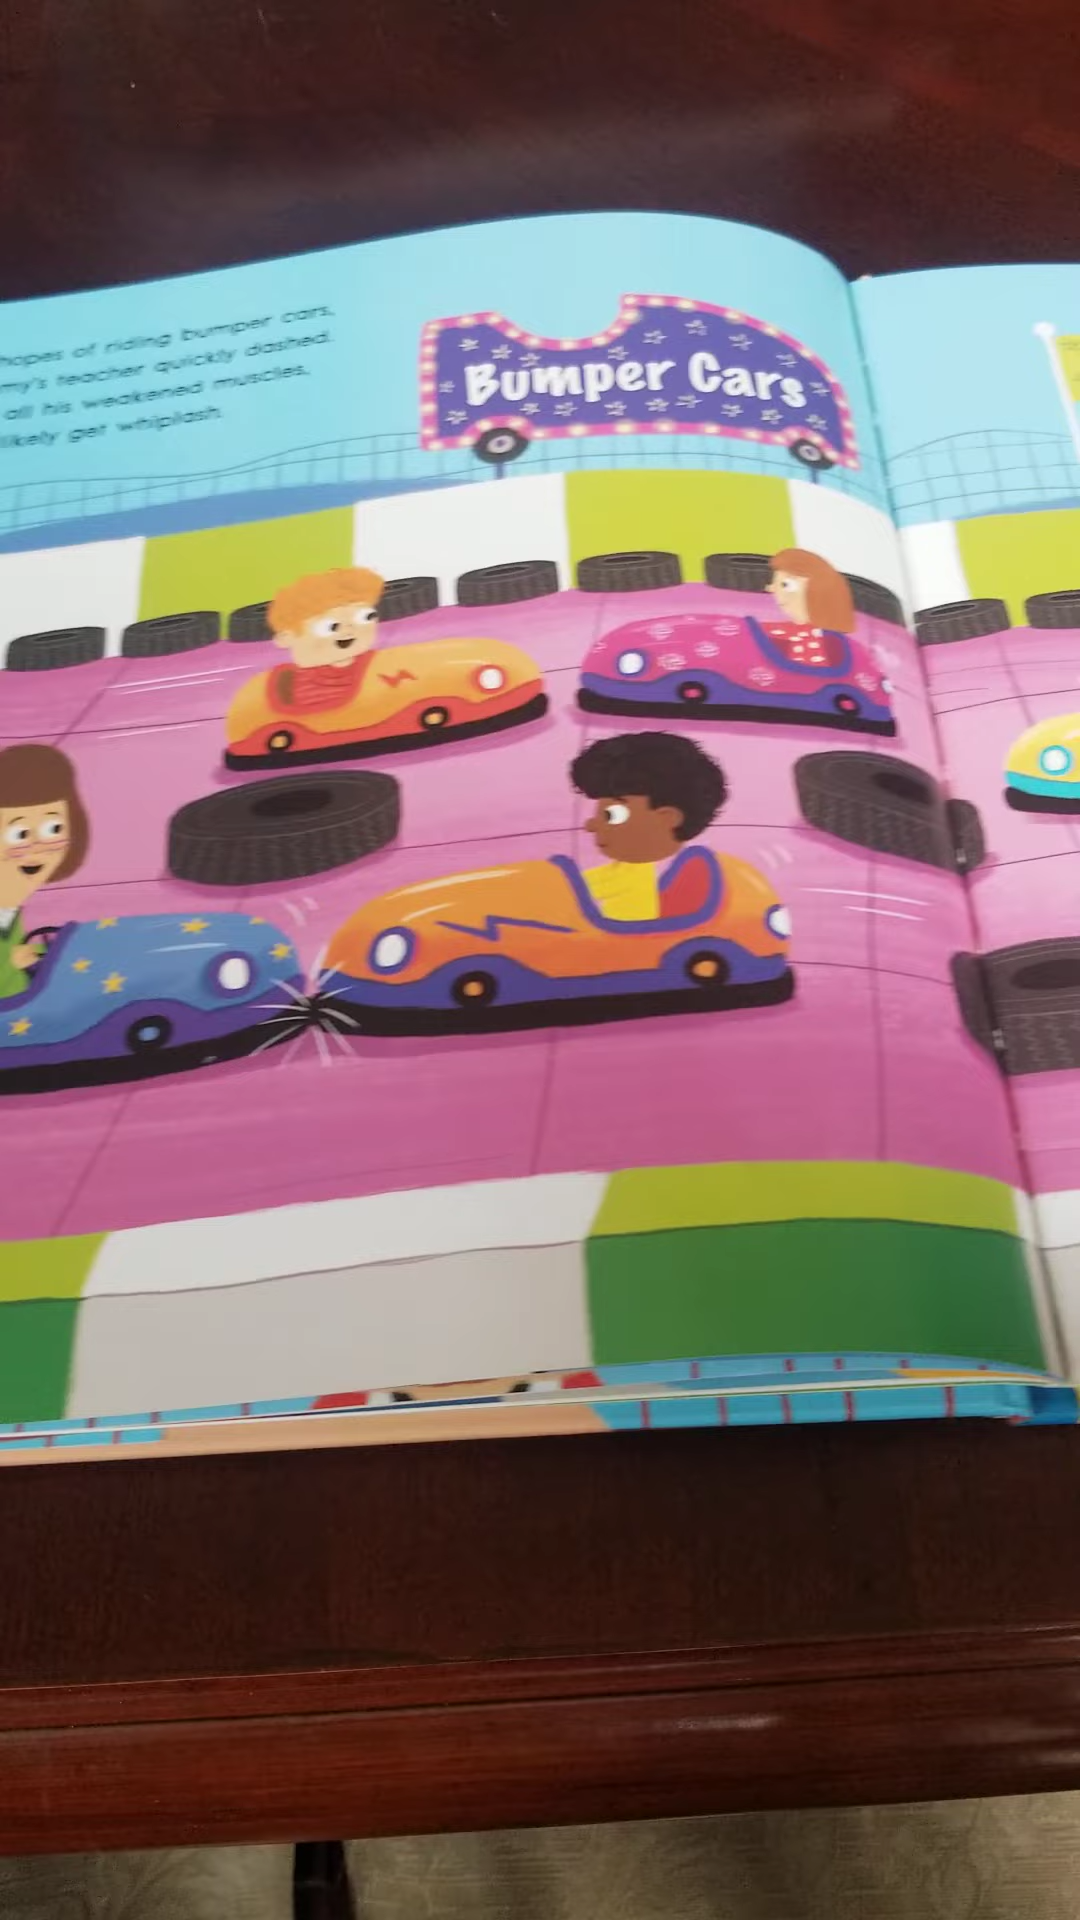 hopes of riding bumper cars,
my's teacher quickly dashed.
all his weakened muscles,
likely get whiplash.
Bumper Cars